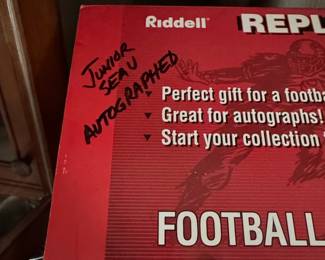 Riddell REPL
JUNIOR
SEAU
AUTOGRAPHED
Perfect gift for a footba
Great for autographs!
Start your collection
FOOTBALL